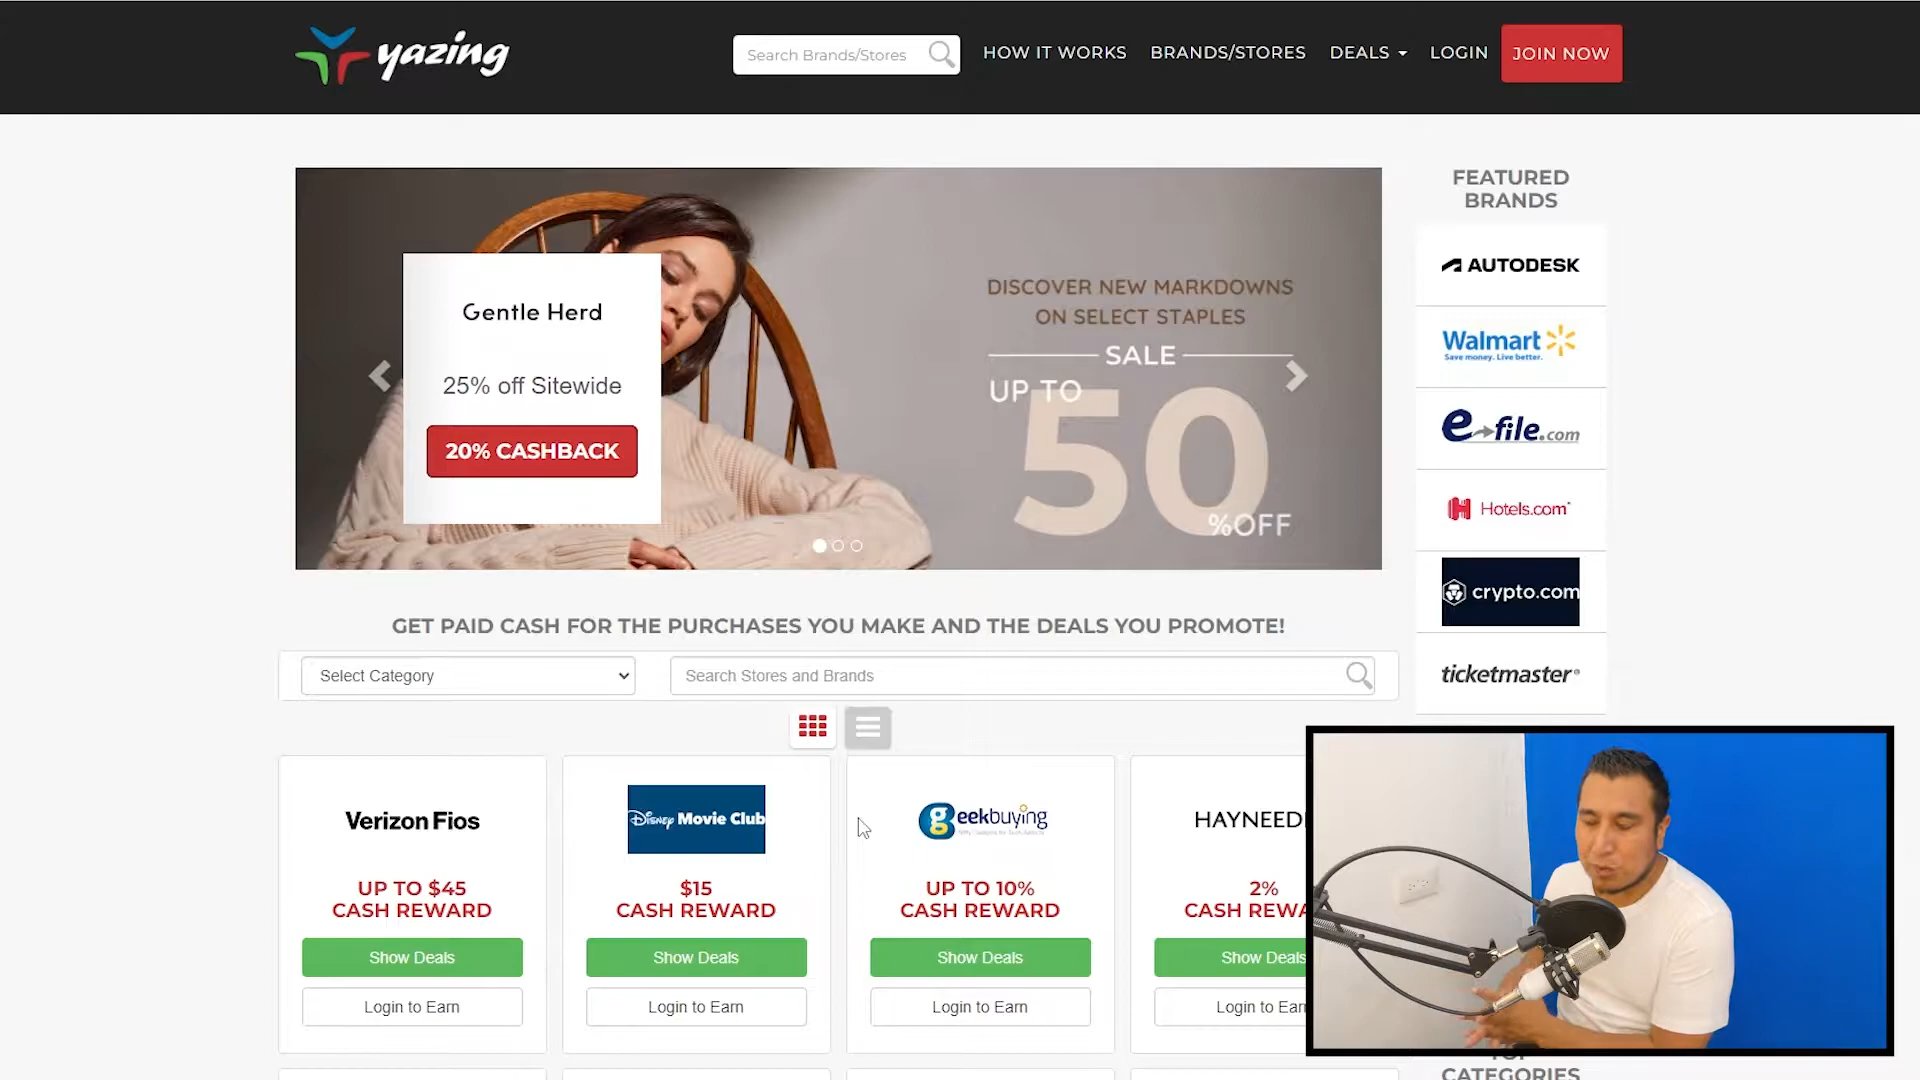 yazing
Search Brands/Stores
HOW IT WORKS
BRANDS/STORES
DEALS
LOGIN
JOIN NOW
Gentle Herd
25% off Sitewide
20% CASHBACK
DISCOVER NEW MARKDOWNS
ON SELECT STAPLES
SALE
UP TO
50
%OFF
FEATURED
BRANDS
AUTODESK
Walmart
Save money. Live better.
e-file.com
Hotels.com
crypto.com
ticketmaster
GET PAID CASH FOR THE PURCHASES YOU MAKE AND THE DEALS YOU PROMOTE!
Select Category
Search Stores and Brands
Verizon Fios
UP TO $45
CASH REWARD
Show Deals
Login to Earn
Disney Movie Club
$15
CASH REWARD
Show Deals
Login to Earn
geekbuying
UP TO 10%
CASH REWARD
Show Deals
Login to Earn
HAYNEED
2%
CASH REWA
Show Deals
Login to Earn
CATEGORIES